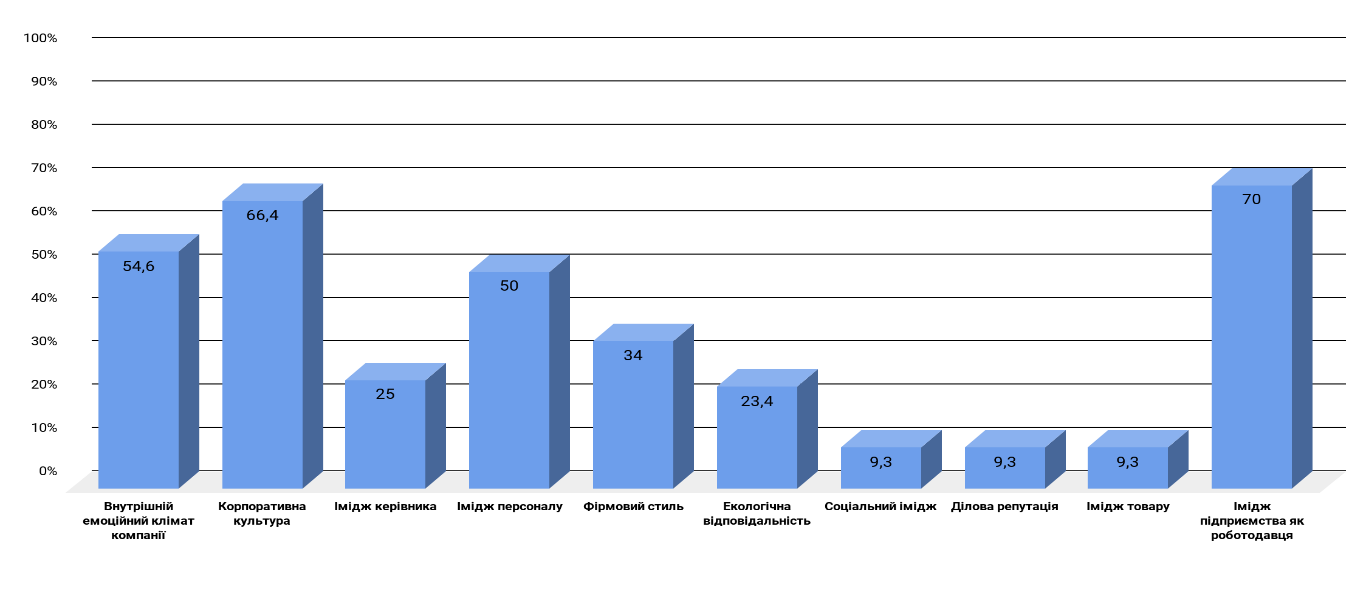 100%
90%
80%
70%
60%
50%
40%
30%
20%
10%
0%
54,6
66,4
25
50
34
23,4
9,3
9,3
9,3
70
Внутрішній
емоційний клімат
компанії
Корпоративна
культура
Імідж керівника
Імідж персоналу
Фірмовий стиль
Екологічна
відповідальність
Соціальний імідж
Ділова репутація
Імідж товару
Імідж
підприємства як
роботодавця